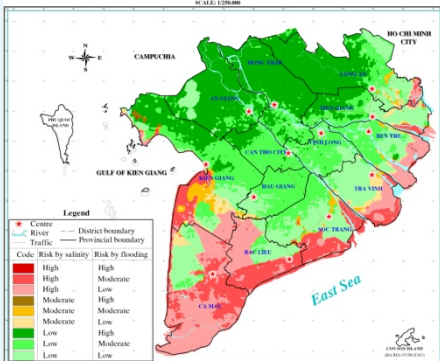 SCALE: 1/250.000
HO CHI MINH
CITY
CAMPUCHIA
DONG THAP
LONG AN
N
W
E
S
AN GIANG
TIEN GIANG
PHU QUOC
ISLAND
BEN TRE
VINH LONG
CAN THO CITY
GULF OF KIEN GIANG
KIEN GIANG
HAU GIANG
TRA VINH
SOC TRANG
BAC LIEU
CA MAU
East Sea
Legend
Centre
River
Traffic
District boundary
Provincial boundary
Code Risk by salinity Risk by flooding
High High
High Moderate
High Low
Moderate High
Moderate Moderate
Moderate Low
Low High
Low Moderate
Low Low
CON SON ISLAND
(BA RIA-VUNGTAU)